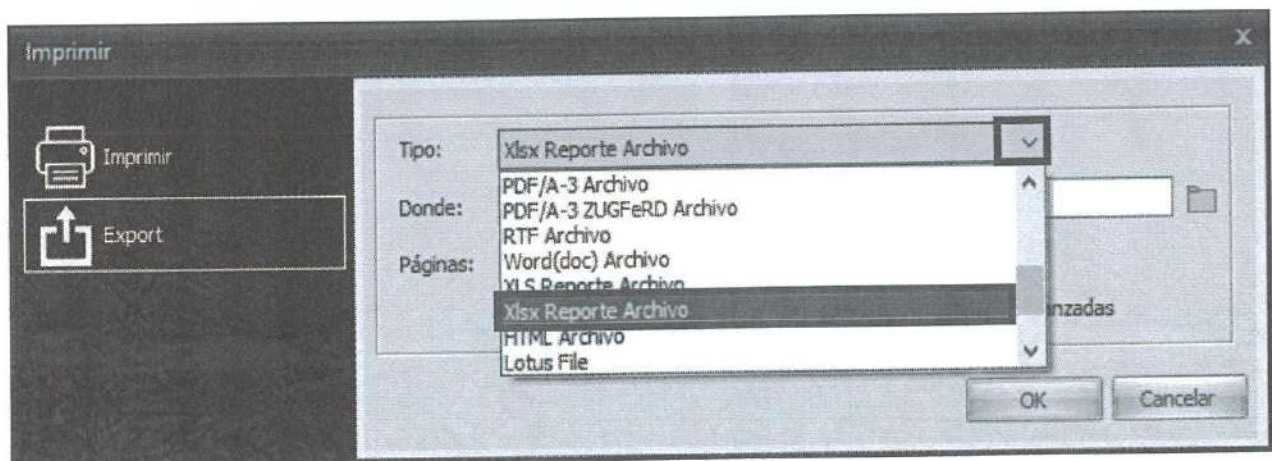 Imprimir
X
Imprimir
Export
Tipo:
Xlsx Reporte Archivo
PDF/A-3 Archivo
Donde:
PDF/A-3 ZUGFeRD Archivo
RTF Archivo
Páginas:
Word(doc) Archivo
XLS Reporte Archivo
Xlsx Reporte Archivo
nzadas
HTML Archivo
Lotus File
OK
Cancelar